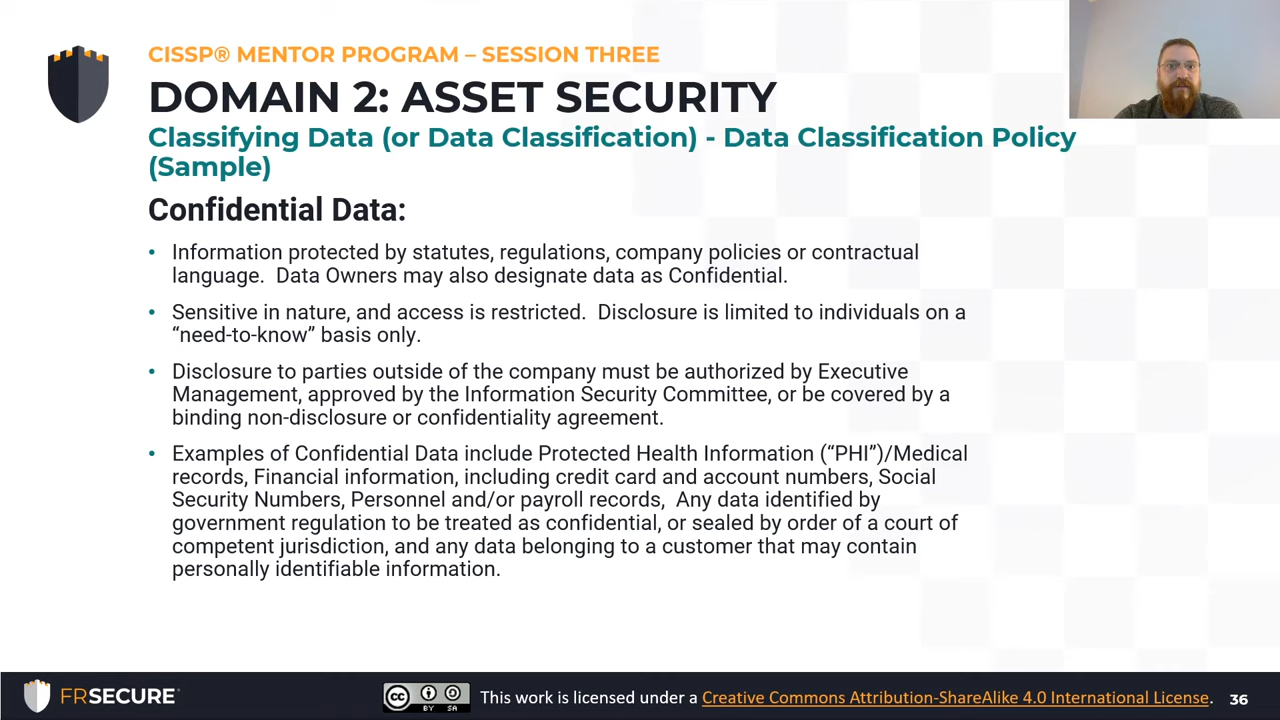 CISSP® MENTOR PROGRAM – SESSION THREE
DOMAIN 2: ASSET SECURITY
Classifying Data (or Data Classification) - Data Classification Policy
(Sample)
Confidential Data:
• Information protected by statutes, regulations, company policies or contractual
language.  Data Owners may also designate data as Confidential.
• Sensitive in nature, and access is restricted.  Disclosure is limited to individuals on a
“need-to-know” basis only.
• Disclosure to parties outside of the company must be authorized by Executive
Management, approved by the Information Security Committee, or be covered by a
binding non-disclosure or confidentiality agreement.
• Examples of Confidential Data include Protected Health Information (“PHI”)/Medical
records, Financial information, including credit card and account numbers, Social
Security Numbers, Personnel and/or payroll records,  Any data identified by
government regulation to be treated as confidential, or sealed by order of a court of
competent jurisdiction, and any data belonging to a customer that may contain
personally identifiable information.
FRSECURE
CC BY SA
This work is licensed under a Creative Commons Attribution-ShareAlike 4.0 International License.
36